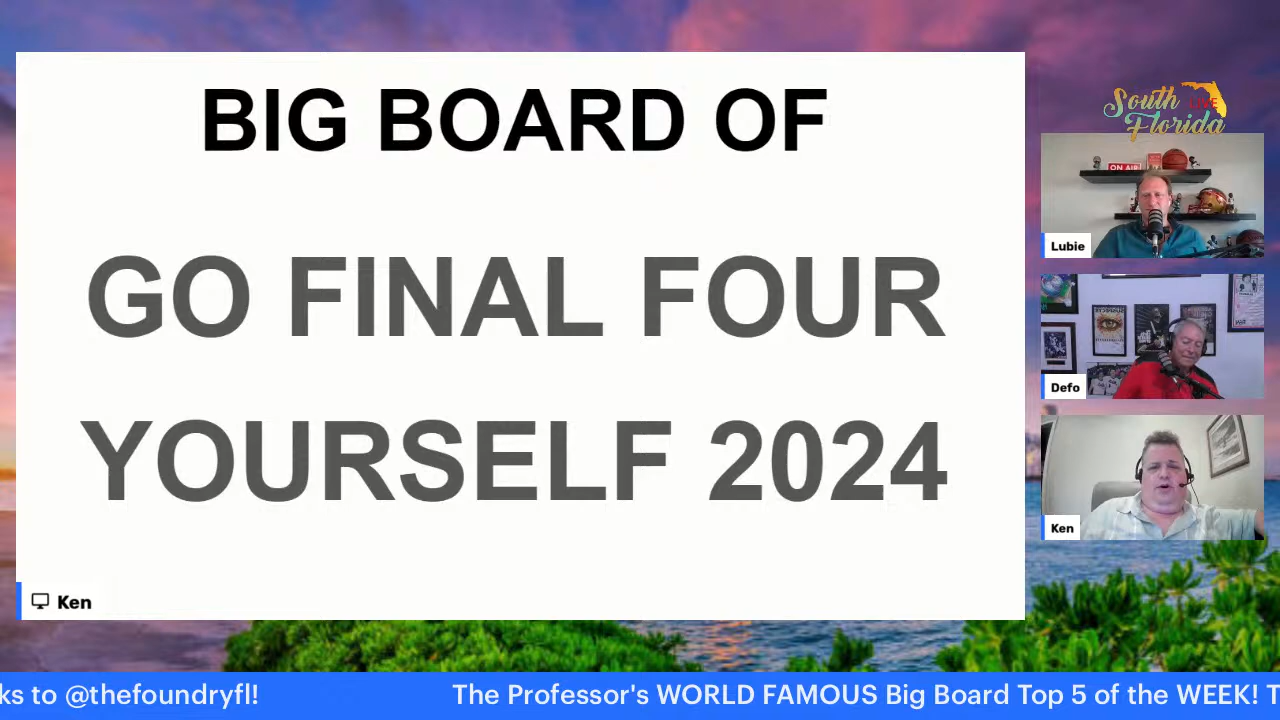 BIG BOARD OF
GO FINAL FOUR
YOURSELF 2024
Ken
South LIVE
Florida
ON AIR
Lubie
Defo
Ken
ks to @thefoundryfl!
The Professor's WORLD FAMOUS Big Board Top 5 of the WEEK! T